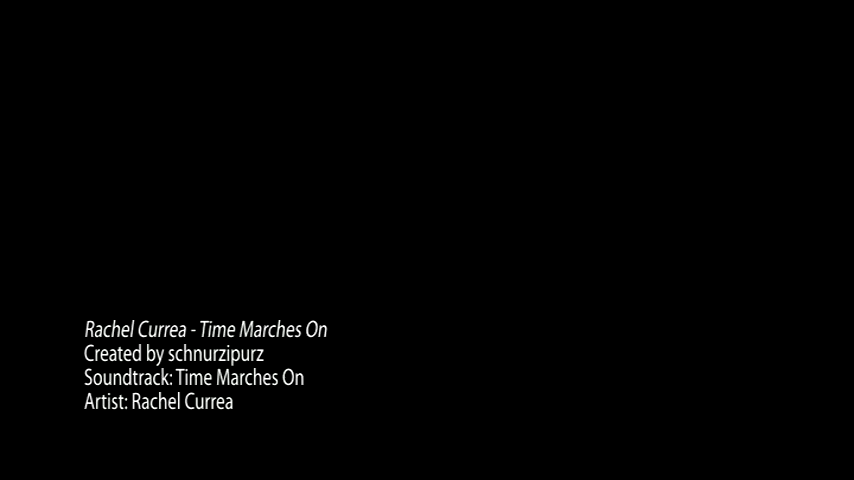 Rachel Currea - Time Marches On
Created by schnurzipurz
Soundtrack: Time Marches On
Artist: Rachel Currea